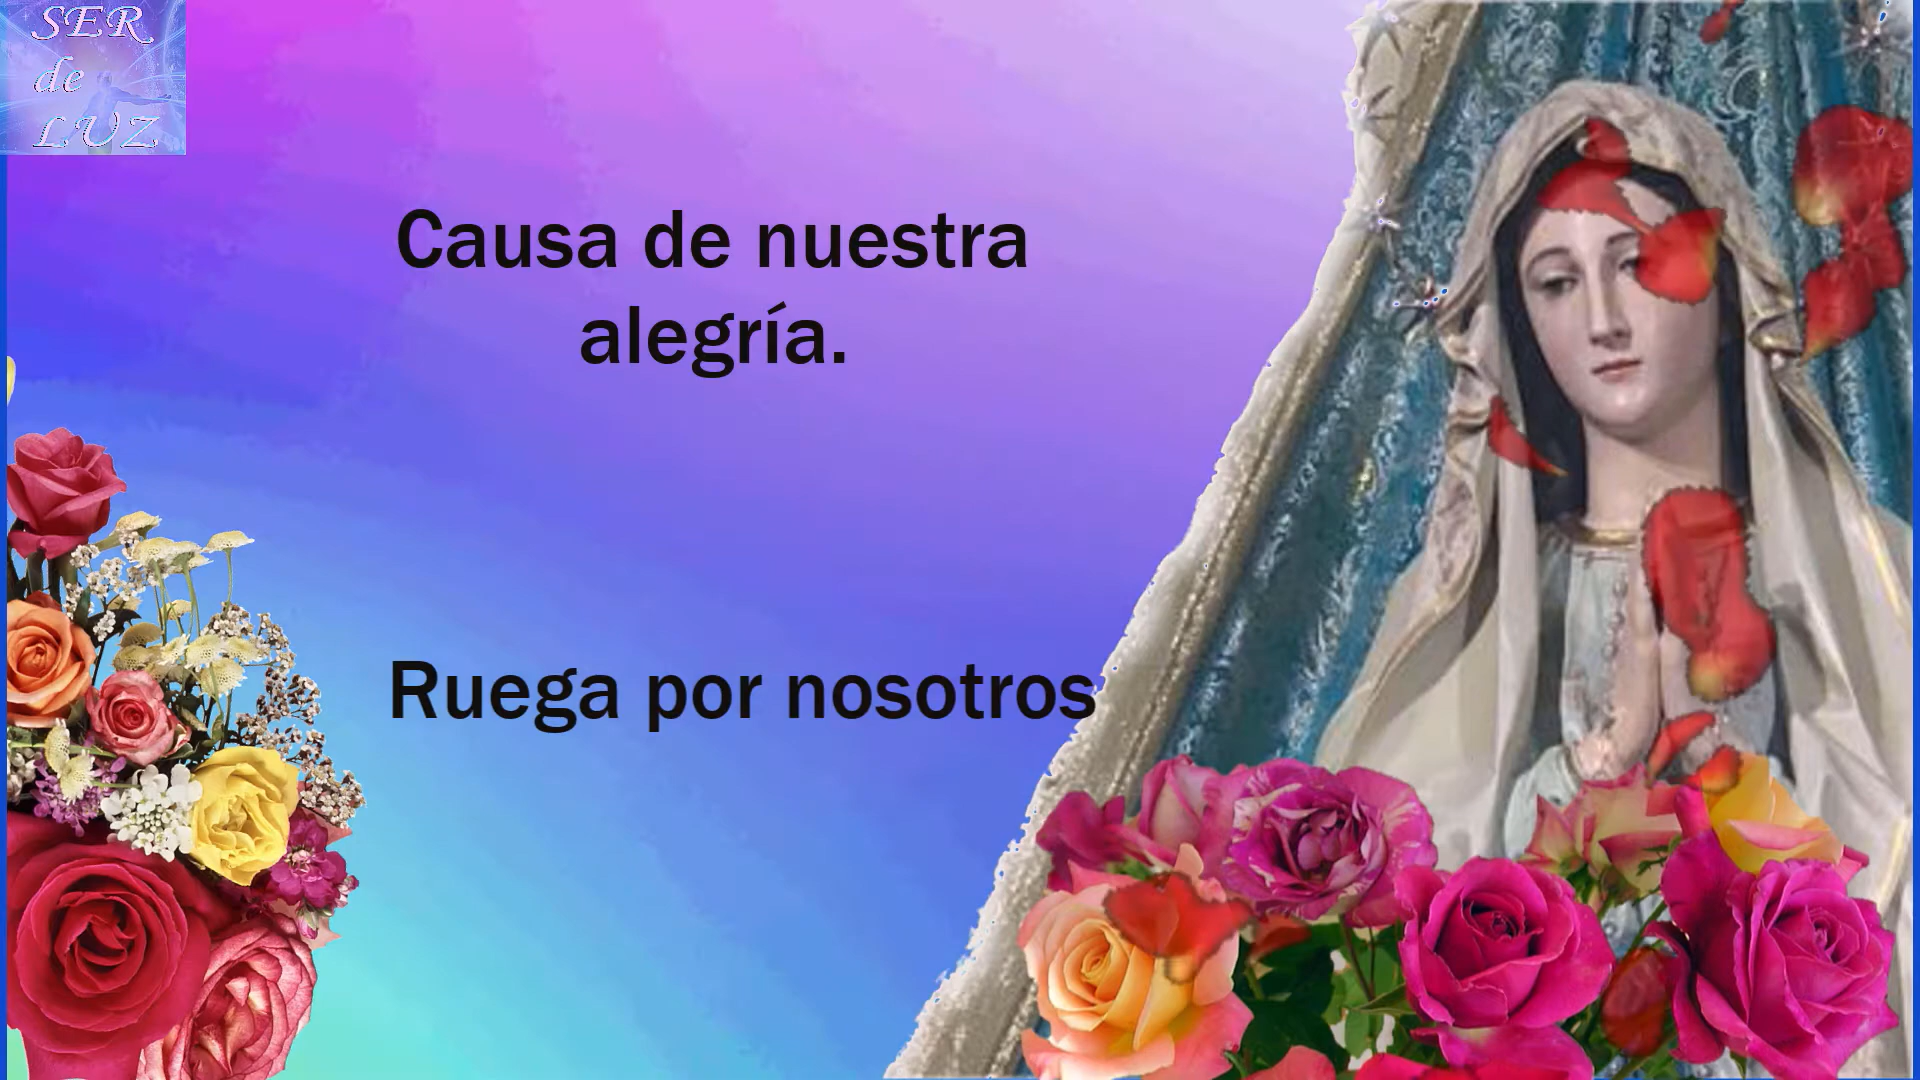 SER
de
LUZ
Causa de nuestra
alegría.
Ruega por nosotros